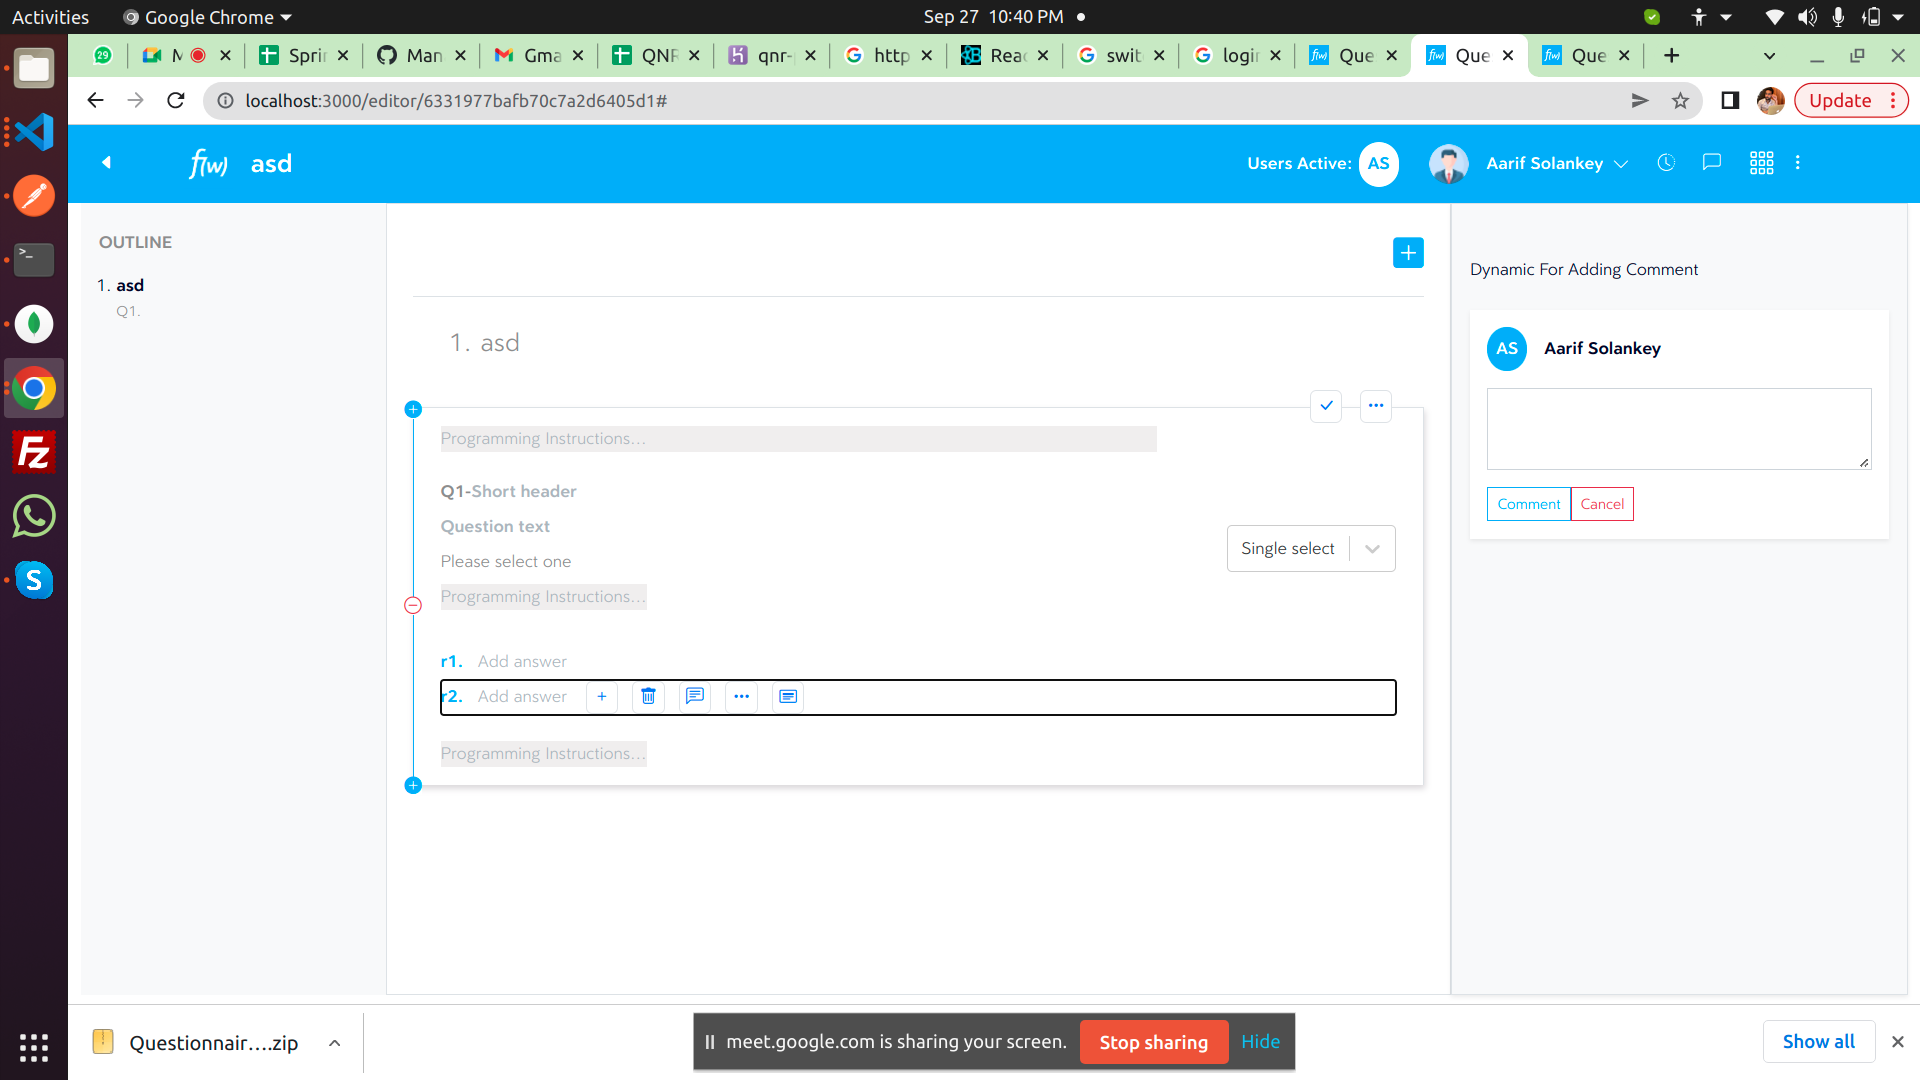 Activities
Google Chrome
Sep 27 10:40 PM
29
M
Sprin
Man
Gma
QNR
qnr-
http
Reac
swit
login
Que
Que
Que
localhost:3000/editor/6331977bafb70c7a2d6405d1#
Update
f(w) asd
Users Active: AS
Aarif Solankey
OUTLINE
1. asd
Q1.
1. asd
Programming Instructions...
Q1-Short header
Question text
Please select one
Single select
Programming Instructions...
r1. Add answer
r2. Add answer
Programming Instructions...
Dynamic For Adding Comment
AS Aarif Solankey
Comment Cancel
Questionnair....zip
meet.google.com is sharing your screen.
Stop sharing
Hide
Show all